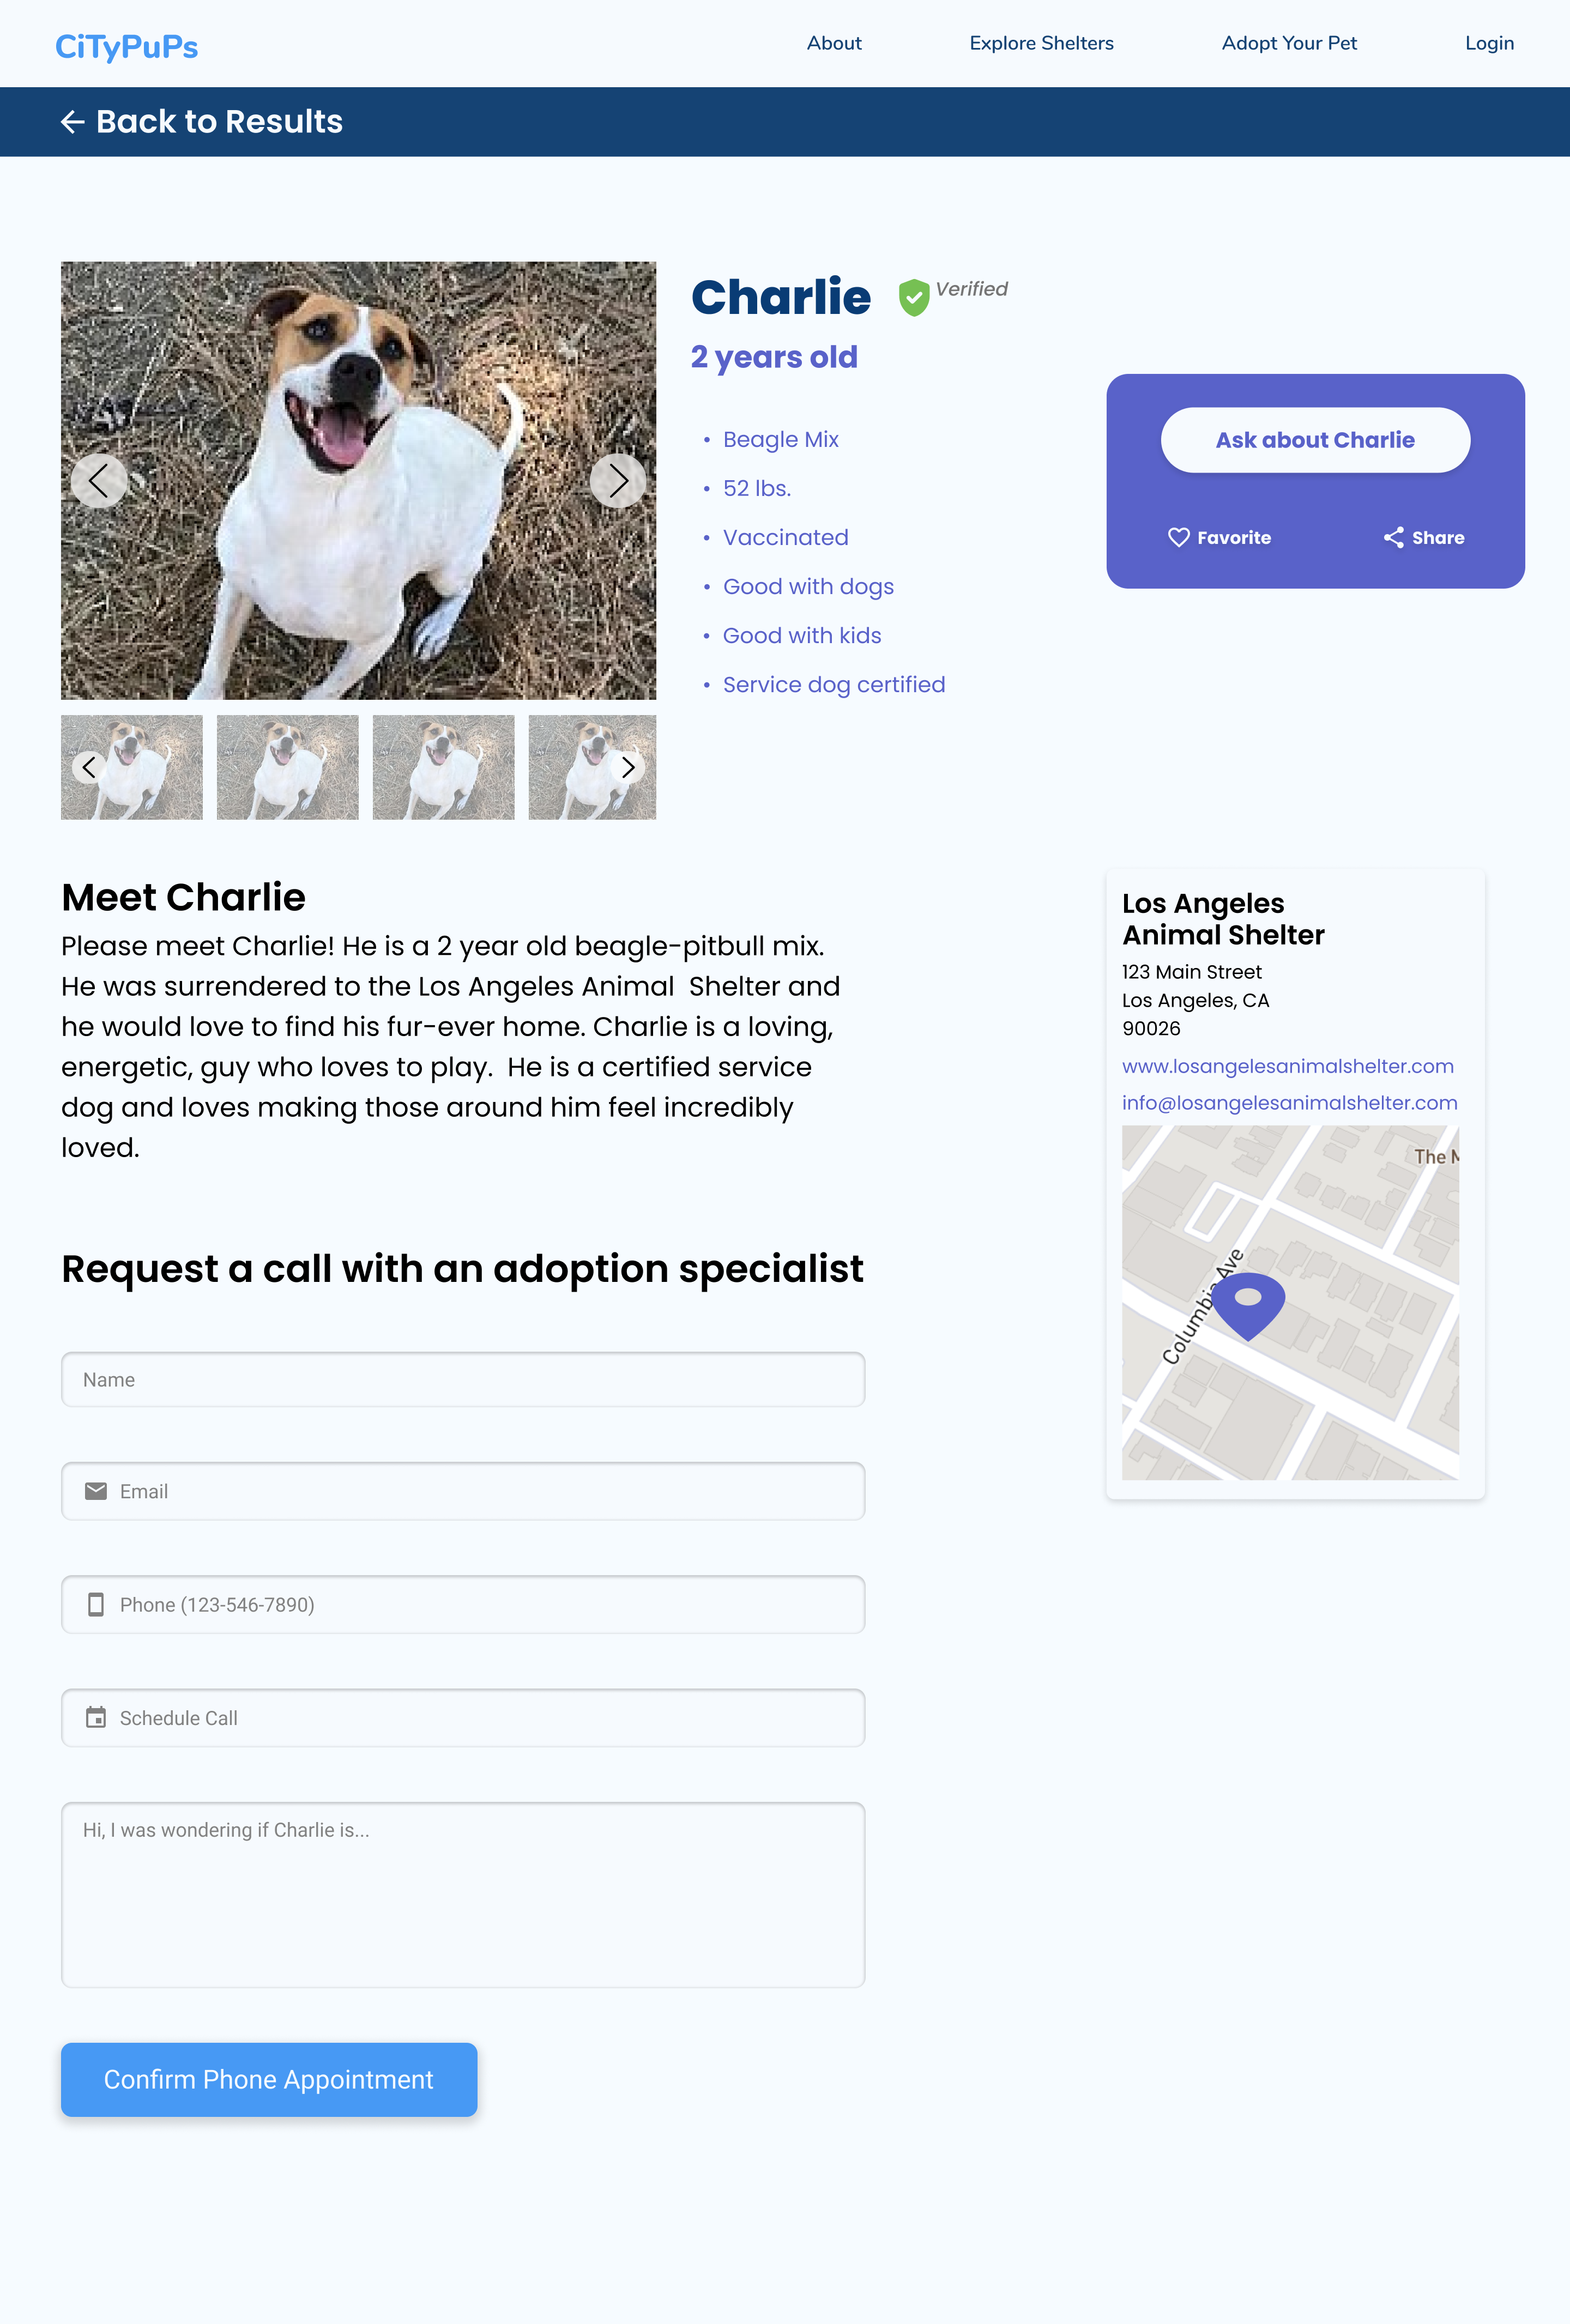 CiTyPuPs
About
Explore Shelters
Adopt Your Pet
Login
Back to Results
Charlie
Verified
2 years old
• Beagle Mix
• 52 lbs.
• Vaccinated
• Good with dogs
• Good with kids
• Service dog certified
Ask about Charlie
Favorite
Share
Meet Charlie
Please meet Charlie! He is a 2 year old beagle-pitbull mix.
He was surrendered to the Los Angeles Animal  Shelter and
he would love to find his fur-ever home. Charlie is a loving,
energetic, guy who loves to play.  He is a certified service
dog and loves making those around him feel incredibly
loved.
Los Angeles
Animal Shelter
123 Main Street
Los Angeles, CA
90026
www.losangelesanimalshelter.com
info@losangelesanimalshelter.com
The
Columbia Ave
Request a call with an adoption specialist
Name
Email
Phone (123-546-7890)
Schedule Call
Hi, I was wondering if Charlie is...
Confirm Phone Appointment